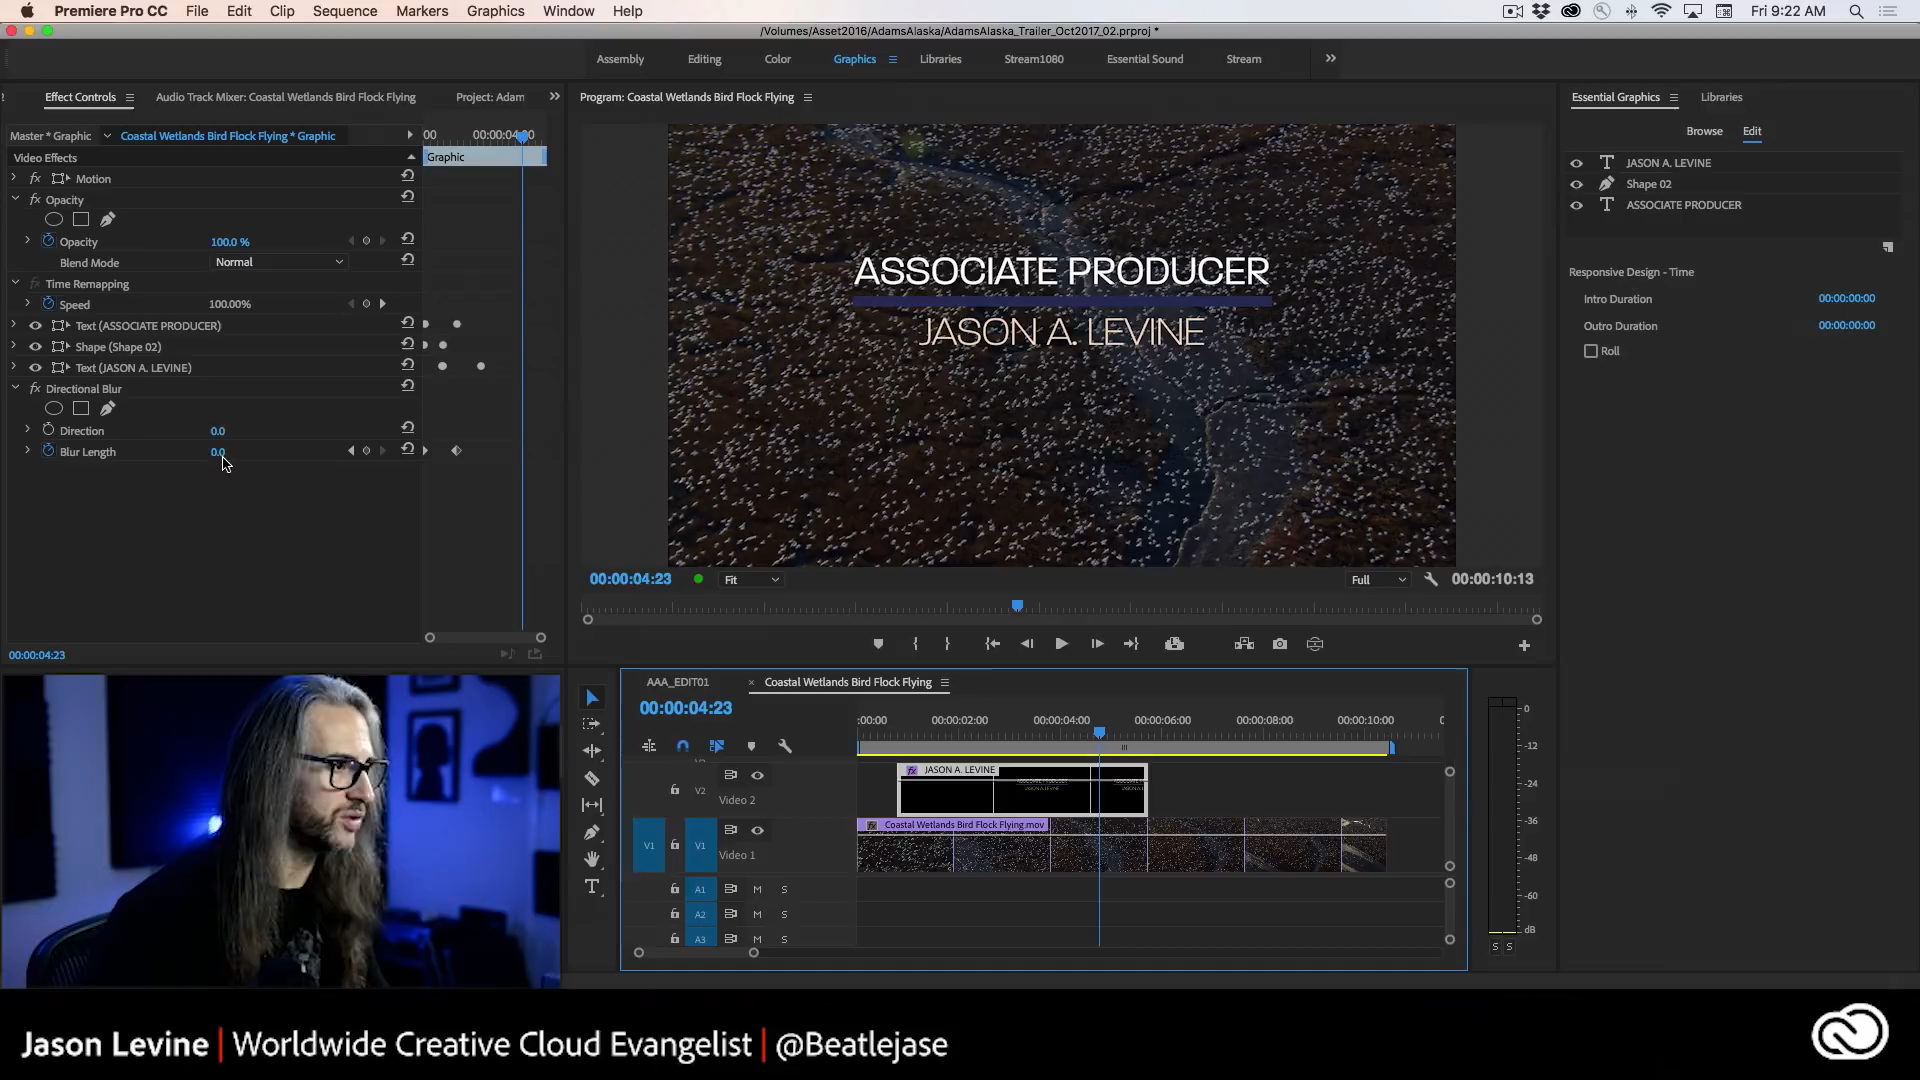 Premiere Pro CC File Edit Clip Sequence Markers Graphics Window Help Fri 9:22 AM
/Volumes/Asset2016/AdamsAlaska/AdamsAlaska_Trailer_Oct2017_02.prproj *
Assembly Editing Color Graphics Libraries Stream1080 Essential Sound Stream
Effect Controls Audio Track Mixer: Coastal Wetlands Bird Flock Flying Project: Adam
Program: Coastal Wetlands Bird Flock Flying
Essential Graphics Libraries
Master * Graphic Coastal Wetlands Bird Flock Flying * Graphic
Browse Edit
Video Effects
Graphic
fx Motion
fx Opacity
Opacity 100.0 %
Blend Mode Normal
fx Time Remapping
Speed 100.00%
Text (ASSOCIATE PRODUCER)
Shape (Shape 02)
Text (JASON A. LEVINE)
fx Directional Blur
Direction 0.0
Blur Length 0.0
00:00:04:23
ASSOCIATE PRODUCER
JASON A. LEVINE
00:00:04:23 Fit Full 00:00:10:13
JASON A. LEVINE
Shape 02
ASSOCIATE PRODUCER
Responsive Design - Time
Intro Duration 00:00:00:00
Outro Duration 00:00:00:00
Roll
AAA_EDIT01 × Coastal Wetlands Bird Flock Flying
00:00:04:23
:00:00 00:00:02:00 00:00:04:00 00:00:06:00 00:00:08:00 00:00:10:00
fx JASON A. LEVINE
V2
Video 2
fx Coastal Wetlands Bird Flock Flying.mov
V1 V1
Video 1
A1 M S
A2 M S
A3 M S
0
-12
-24
-36
-48
-60
dB
S S
Jason Levine | Worldwide Creative Cloud Evangelist | @Beatlejase